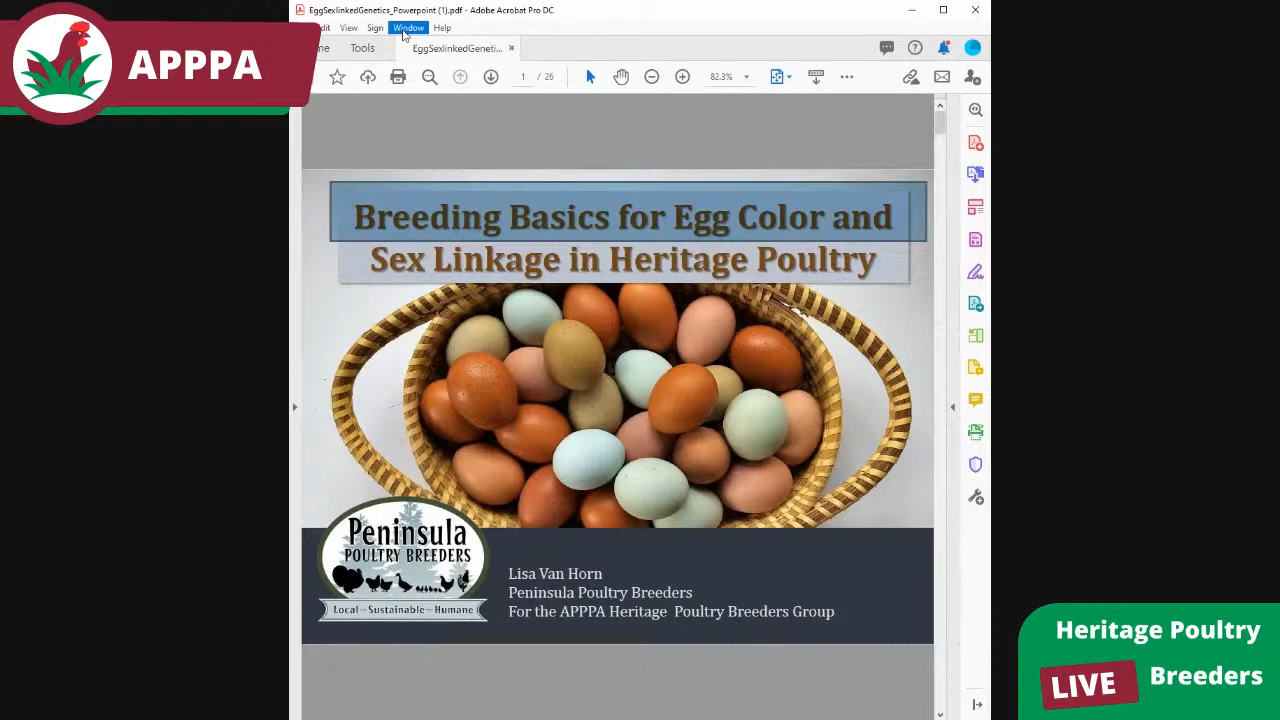 EggSexlinkedGenetics_Powerpoint (1).pdf - Adobe Acrobat Pro DC
View Sign Window Help
Tools EggSexlinkedGeneti...
1 / 26 82.3%
APPPA
Breeding Basics for Egg Color and
Sex Linkage in Heritage Poultry
Peninsula
POULTRY BREEDERS
Local~Sustainable~Humane
Lisa Van Horn
Peninsula Poultry Breeders
For the APPPA Heritage Poultry Breeders Group
Heritage Poultry
LIVE Breeders